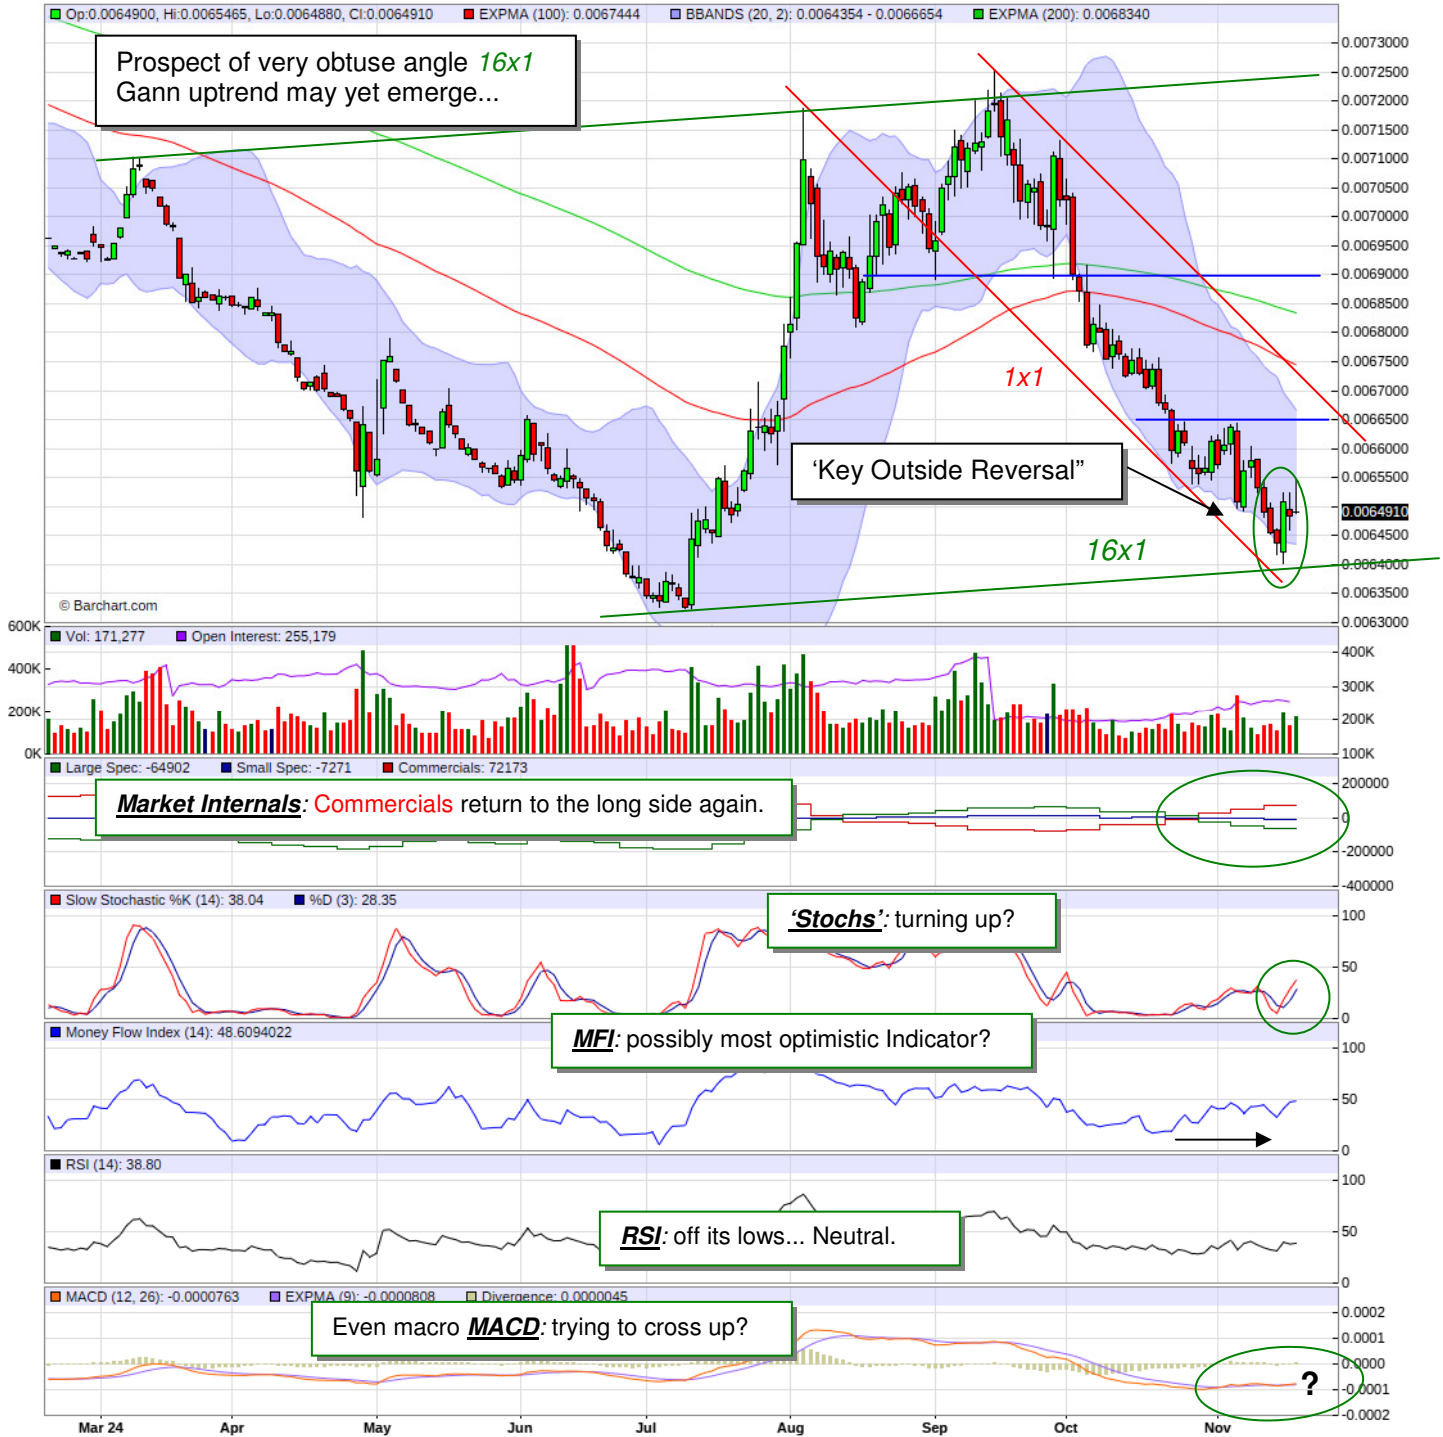 Op:0.0064900, Hi:0.0065465, Lo:0.0064880, Cl:0.0064910 EXPMA (100): 0.0067444 BBANDS (20, 2): 0.0064354 - 0.0066654 EXPMA (200): 0.0068340
Prospect of very obtuse angle 16x1
Gann uptrend may yet emerge...
0.0073000
0.0072500
0.0072000
0.0071500
0.0071000
0.0070500
0.0070000
0.0069500
0.0069000
0.0068500
0.0068000
0.0067500
1x1
0.0067000
0.0066500
0.0066000
‘Key Outside Reversal”
0.0065500
0.0064910
0.0064500
16x1
0.0064000
0.0063500
© Barchart.com
0.0063000
Vol: 171,277 Open Interest: 255,179
600K
400K
200K
0K
400K
300K
200K
100K
Large Spec: -64902 Small Spec: -7271 Commercials: 72173
Market Internals: Commercials return to the long side again.
200000
0
-200000
-400000
Slow Stochastic %K (14): 38.04 %D (3): 28.35
‘Stochs’: turning up?
100
50
0
Money Flow Index (14): 48.6094022
MFI: possibly most optimistic Indicator?
100
50
0
RSI (14): 38.80
100
RSI: off its lows... Neutral.
50
0
MACD (12, 26): -0.0000763 EXPMA (9): -0.0000808 Divergence: 0.0000045
Even macro MACD: trying to cross up?
0.0002
0.0001
0.0000
?
-0.0001
-0.0002
Mar 24 Apr May Jun Jul Aug Sep Oct Nov